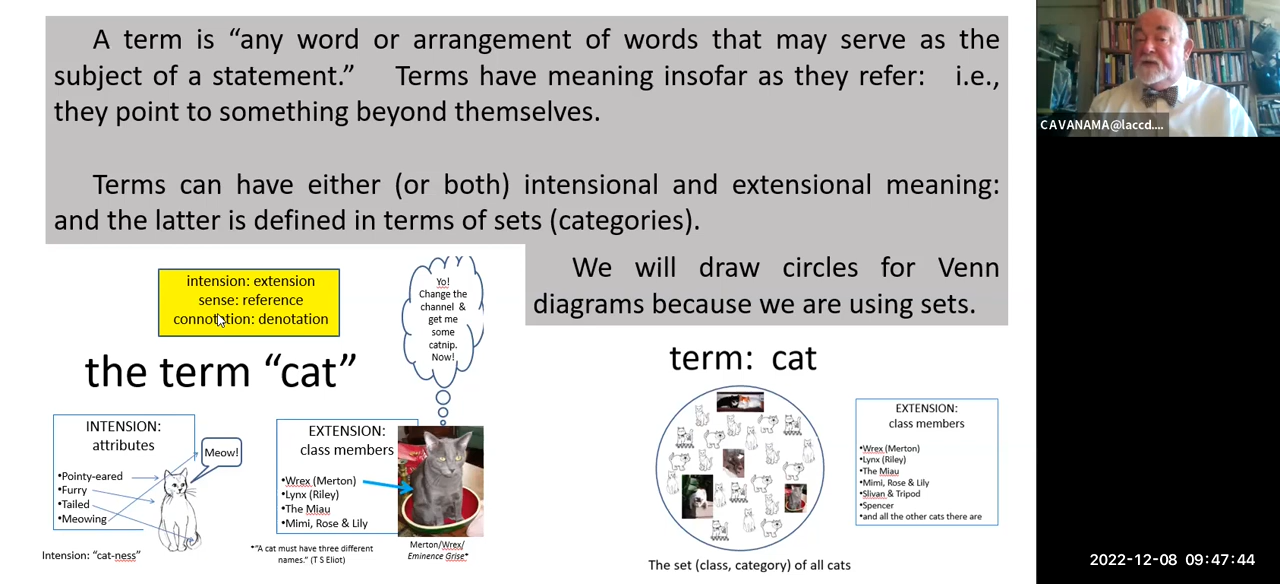 A term is “any word or arrangement of words that may serve as the
subject of a statement.” Terms have meaning insofar as they refer: i.e.,
they point to something beyond themselves.
Terms can have either (or both) intensional and extensional meaning:
and the latter is defined in terms of sets (categories).
We will draw circles for Venn
diagrams because we are using sets.
intension: extension
sense: reference
connotation: denotation
Yo!
Change the
channel &
get me
some
catnip.
Now!
the term “cat”
INTENSION:
attributes
•Pointy-eared
•Furry
•Tailed
•Meowing
Meow!
Intension: “cat-ness”
EXTENSION:
class members
•Wrex (Merton)
•Lynx (Riley)
•The Miau
•Mimi, Rose & Lily
*“A cat must have three different
names.” (T S Eliot)
Merton/Wrex/
Eminence Grise*
term: cat
The set (class, category) of all cats
EXTENSION:
class members
•Wrex (Merton)
•Lynx (Riley)
•The Miau
•Mimi, Rose & Lily
•Slivan & Tripod
•Spencer
•and all the other cats there are
CAVANAMA@laccd....
2022-12-08 09:47:44